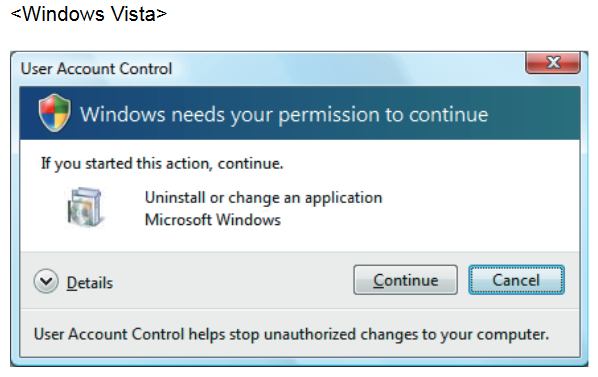 <Windows Vista>
User Account Control
Windows needs your permission to continue
If you started this action, continue.
Uninstall or change an application
Microsoft Windows
Details
Continue
Cancel
User Account Control helps stop unauthorized changes to your computer.